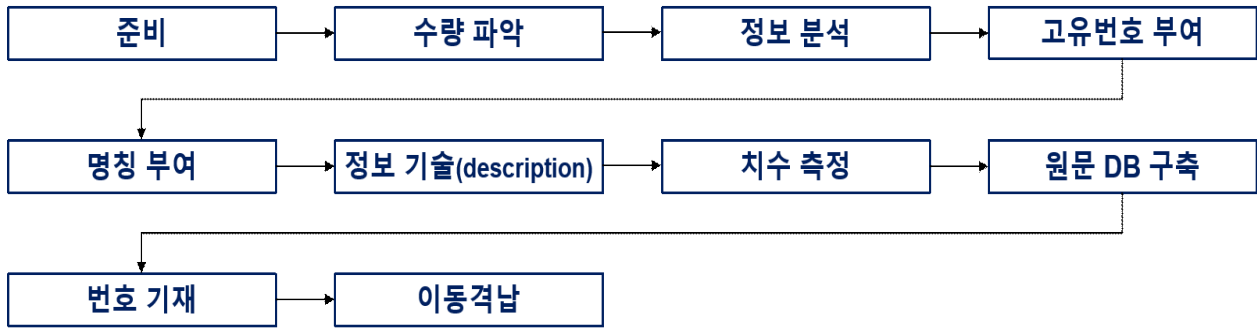 준비
수량 파악
정보 분석
고유번호 부여
명칭 부여
정보 기술(description)
치수 측정
원문 DB 구축
번호 기재
이동격납